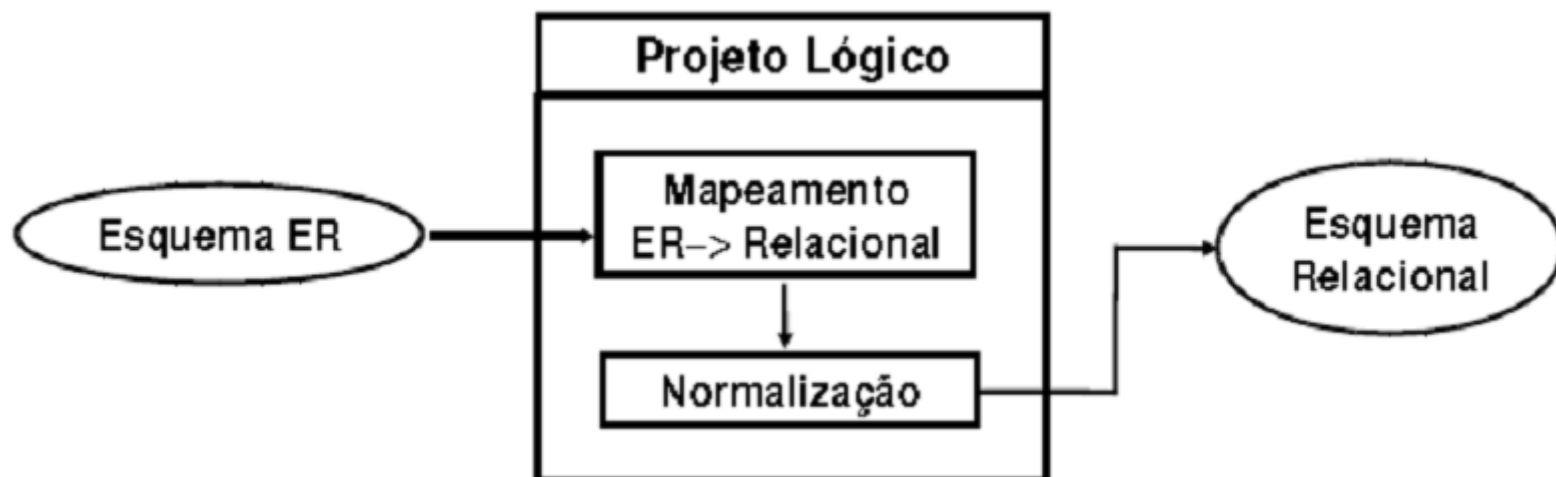 Projeto Lógico
Esquema ER
Mapeamento
ER–> Relacional
Normalização
Esquema
Relacional